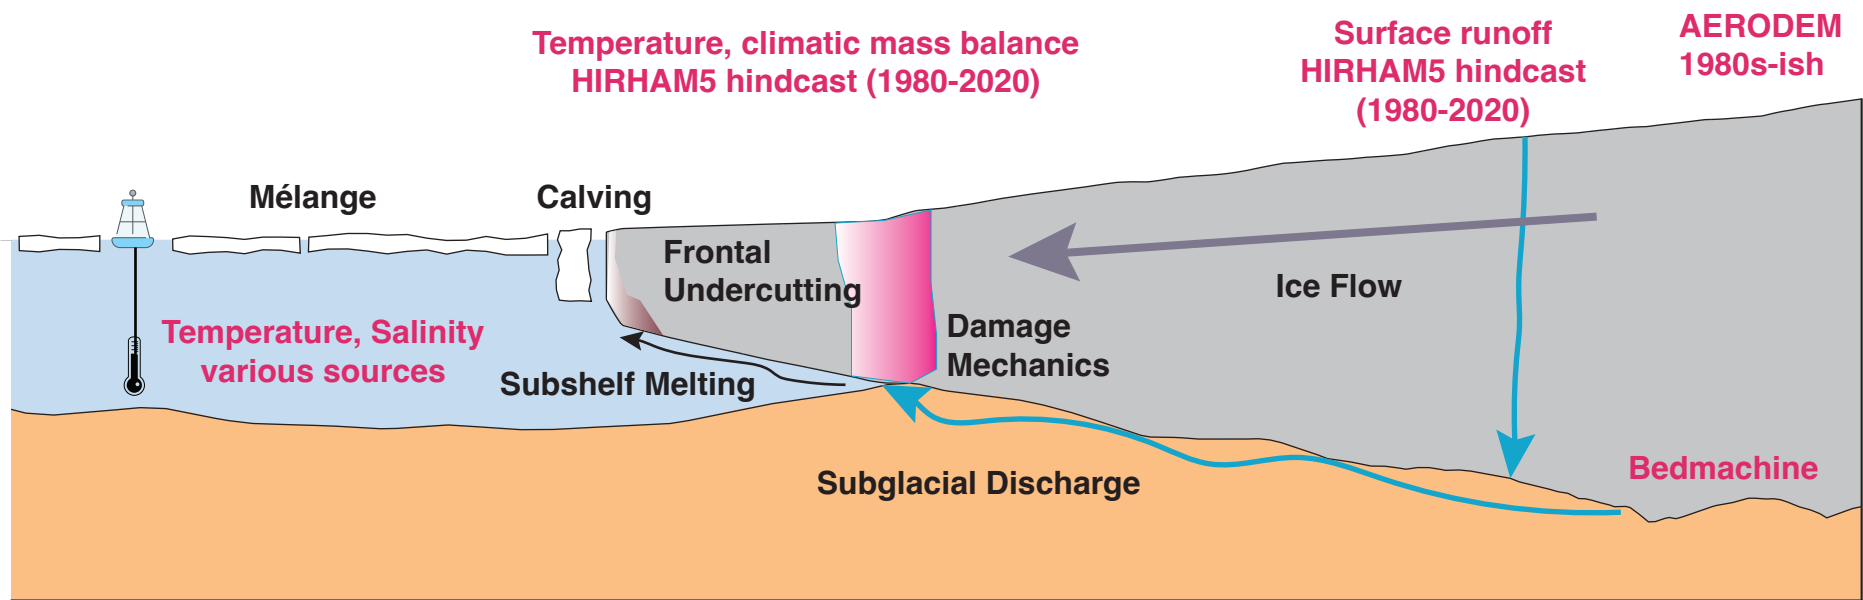 Temperature, climatic mass balance
HIRHAM5 hindcast (1980-2020)
Surface runoff
HIRHAM5 hindcast
(1980-2020)
AERODEM
1980s-ish
Mélange
Calving
Frontal
Undercutting
Ice Flow
Temperature, Salinity
various sources
Damage
Mechanics
Subshelf Melting
Subglacial Discharge
Bedmachine